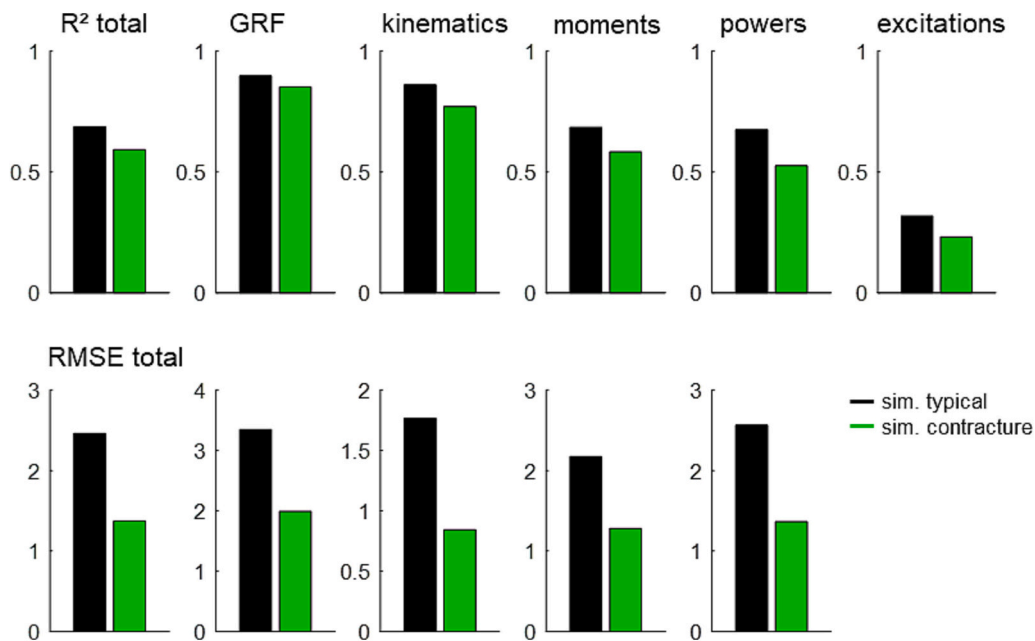 R² total GRF kinematics moments powers excitations
1 1 1 1 1 1
0.5 0.5 0.5 0.5 0.5 0.5
0 0 0 0 0 0
RMSE total
3 4 2 3 3
sim. typical
sim. contracture
3 1.5
2 2 2
2 1
1 1 1
1 0.5
0 0 0 0 0